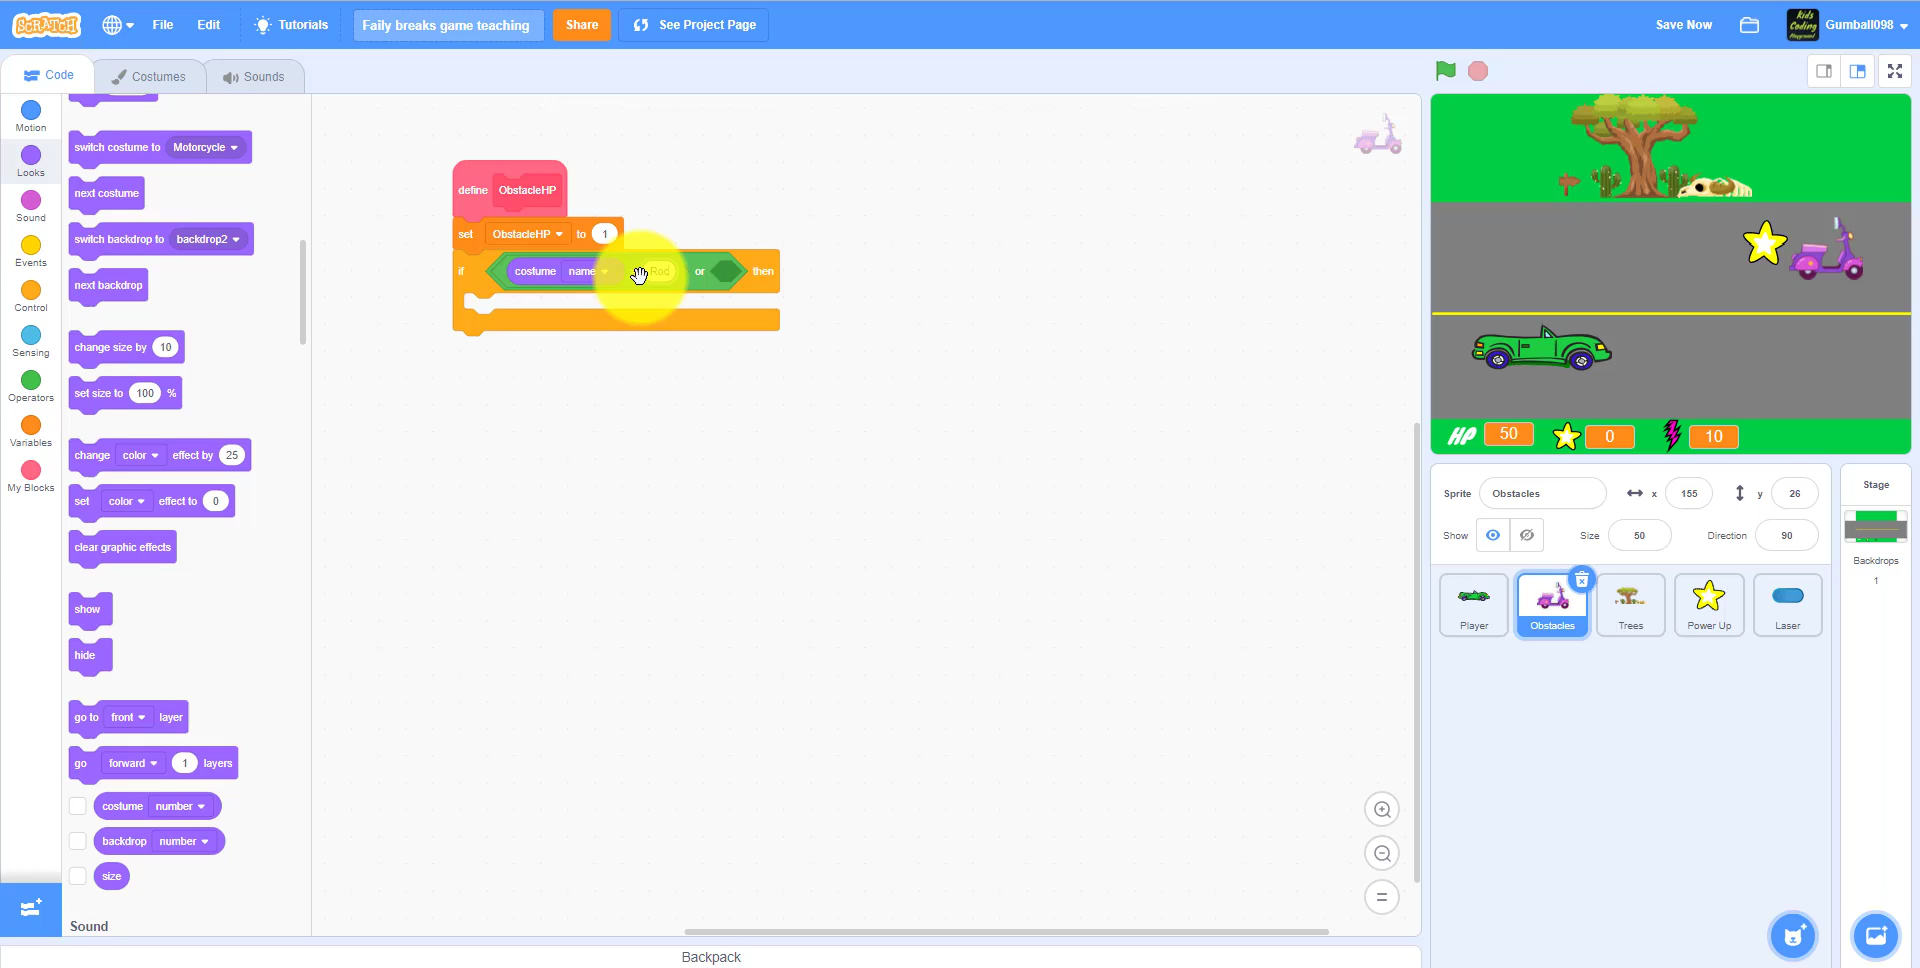 SCRATCH File Edit Tutorials Faily breaks game teaching Share See Project Page Save Now Kids Coding Playground Gumball098
Code Costumes Sounds
Motion
Looks
Sound
Events
Control
Sensing
Operators
Variables
My Blocks
switch costume to Motorcycle
next costume
switch backdrop to backdrop2
next backdrop
change size by 10
set size to 100 %
change color effect by 25
set color effect to 0
clear graphic effects
show
hide
go to front layer
go forward 1 layers
costume number
backdrop number
size
Sound
define ObstacleHP
set ObstacleHP to 1
if costume name Roc or then
Backpack
HP 50 0 10
Sprite Obstacles x 155 y 26
Show Size 50 Direction 90
Player Obstacles Trees Power Up Laser
Stage
Backdrops
1